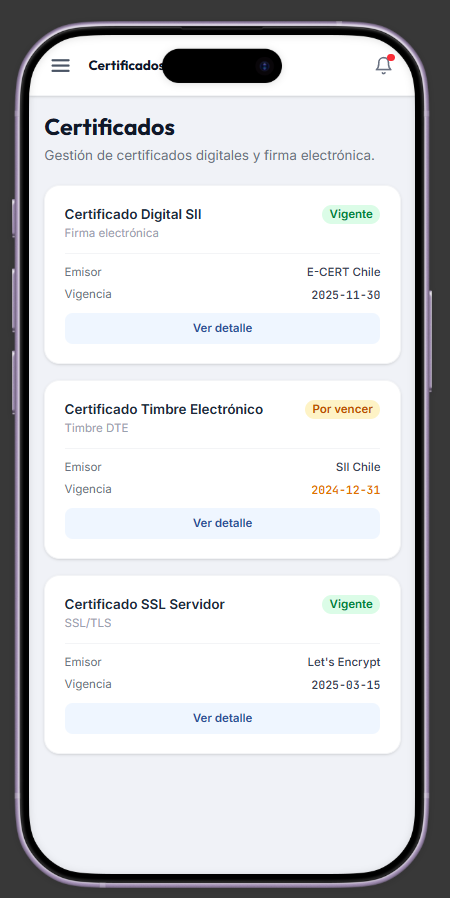 Certificados
Certificados
Gestión de certificados digitales y firma electrónica.
Certificado Digital SII
Vigente
Firma electrónica
Emisor
E-CERT Chile
Vigencia
2025-11-30
Ver detalle
Certificado Timbre Electrónico
Por vencer
Timbre DTE
Emisor
SII Chile
Vigencia
2024-12-31
Ver detalle
Certificado SSL Servidor
Vigente
SSL/TLS
Emisor
Let's Encrypt
Vigencia
2025-03-15
Ver detalle